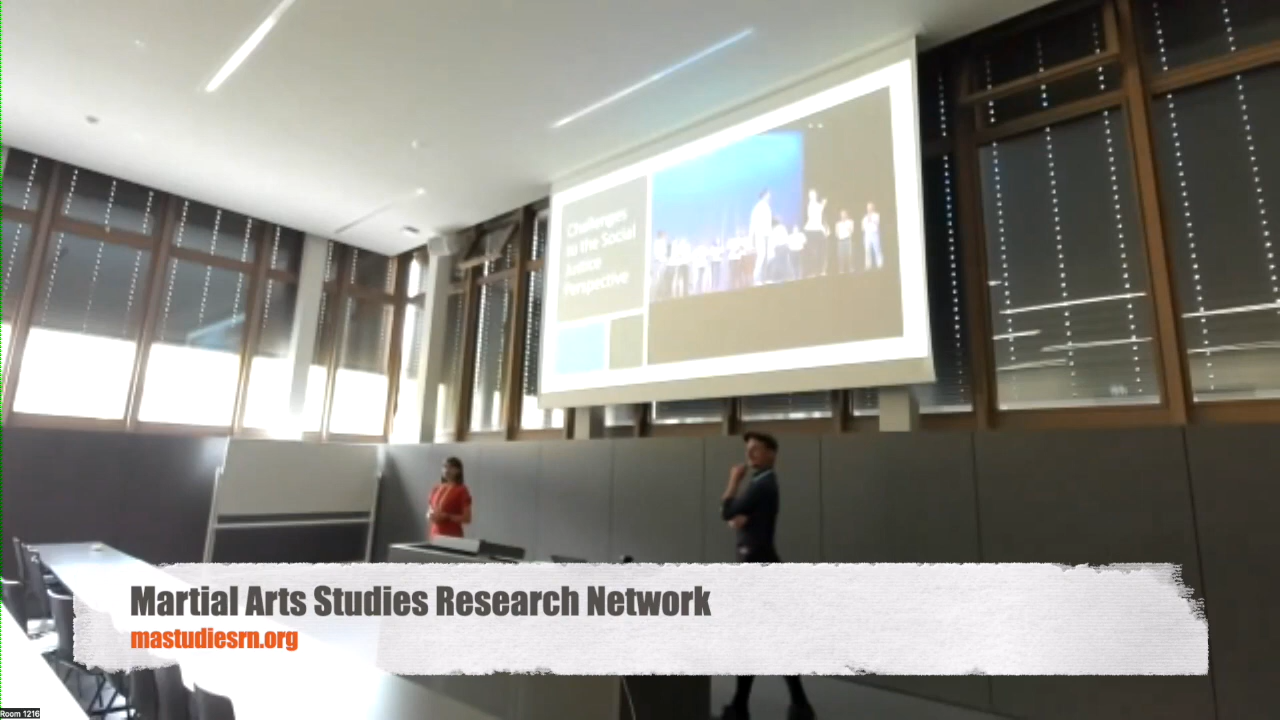 Challenges
to the Social
Justice
Perspective
Martial Arts Studies Research Network
mastudiesrn.org
Room 1216